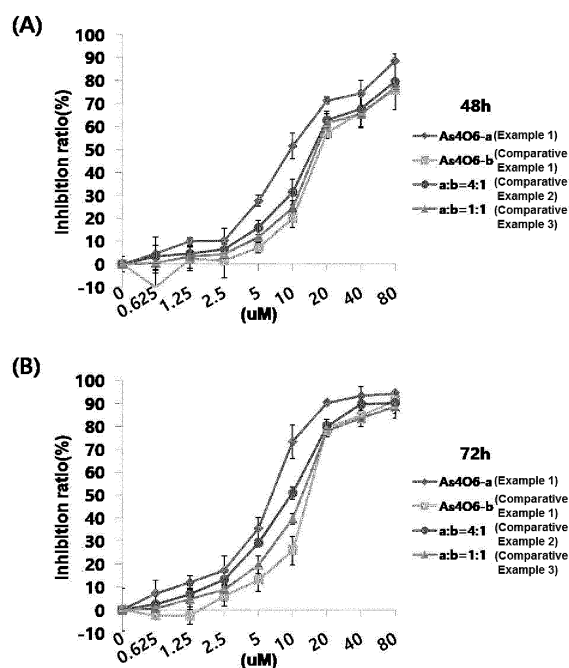 (A)
Inhibition ratio(%)
100
90
80
70
60
50
40
30
20
10
0
-10
0
0.625
1.25
2.5
5
10
20
40
80
(uM)
48h
As4O6-a (Example 1)
As4O6-b (Comparative
Example 1)
a:b=4:1 (Comparative
Example 2)
a:b=1:1 (Comparative
Example 3)
(B)
Inhibition ratio(%)
100
90
80
70
60
50
40
30
20
10
0
-10
0
0.625
1.25
2.5
5
10
20
40
80
(uM)
72h
As4O6-a (Example 1)
As4O6-b (Comparative
Example 1)
a:b=4:1 (Comparative
Example 2)
a:b=1:1 (Comparative
Example 3)